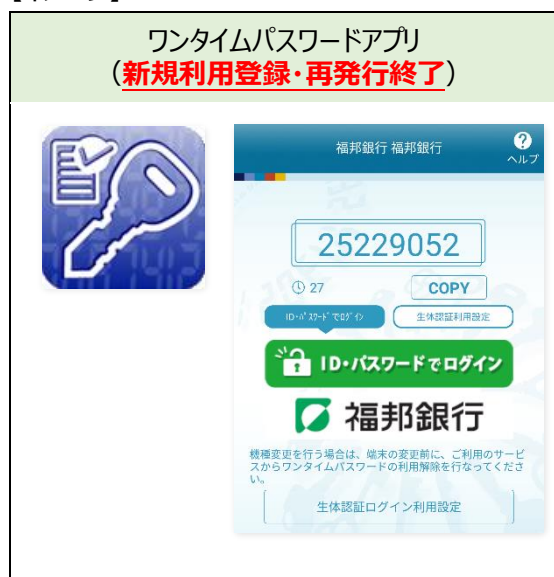 ワンタイムパスワードアプリ
(新規利用登録・再発行終了)
福邦銀行 福邦銀行
?
ヘルプ
25229052
27
COPY
ID・パスワードでログイン
生体認証利用設定
ID・パスワードでログイン
福邦銀行
機種変更を行う場合は、端末の変更前に、ご利用のサービ
スからワンタイムパスワードの利用解除を行なってくださ
い。
生体認証ログイン利用設定